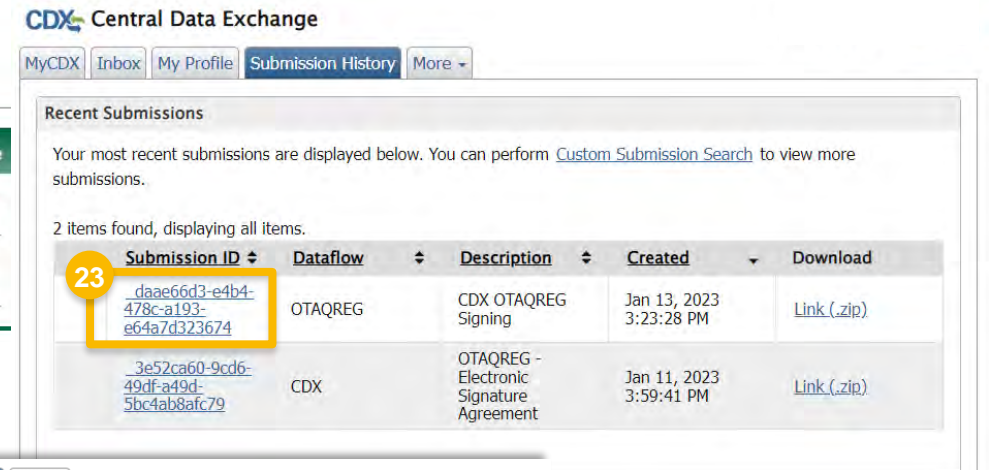 CDX Central Data Exchange
MyCDX Inbox My Profile Submission History More
Recent Submissions
Your most recent submissions are displayed below. You can perform Custom Submission Search to view more
submissions.
2 items found, displaying all items.
Submission ID Dataflow Description Created Download
23
_daae66d3-e4b4-
478c-a193-
e64a7d323674
OTAQREG
CDX OTAQREG
Signing
Jan 13, 2023
3:23:28 PM
Link (.zip)
_3e52ca60-9cd6-
49df-a49d-
5bc4ab8afc79
CDX
OTAQREG -
Electronic
Signature
Agreement
Jan 11, 2023
3:59:41 PM
Link (.zip)